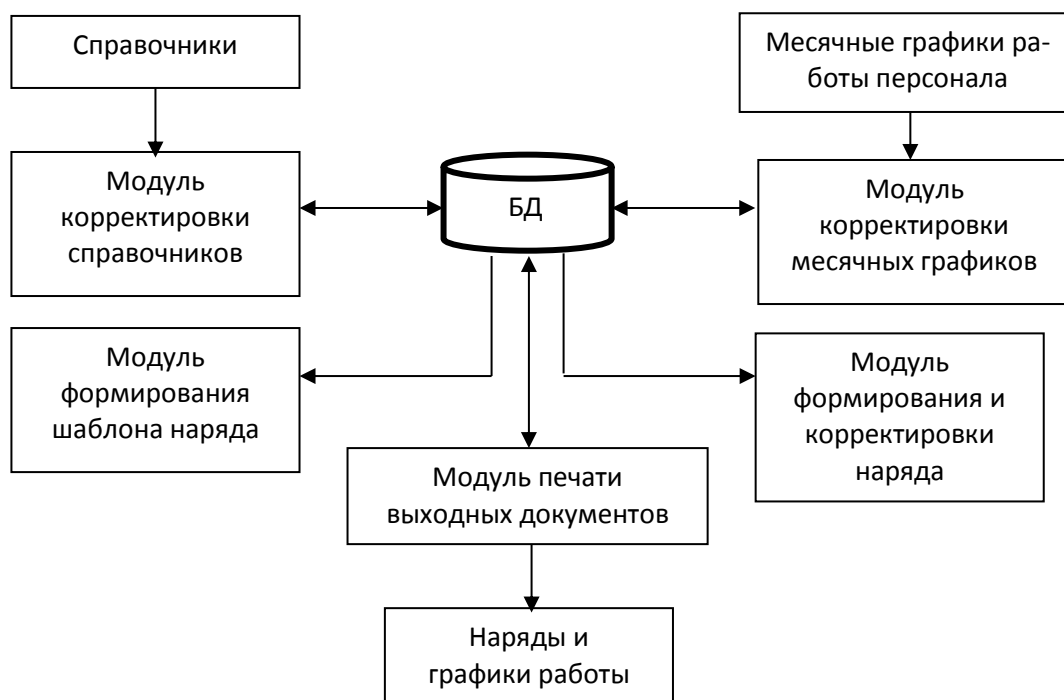 Справочники
Месячные графики ра-
боты персонала
Модуль
корректировки
справочников
БД
Модуль
корректировки
месячных графиков
Модуль
формирования
шаблона наряда
Модуль
формирования и
корректировки
наряда
Модуль печати
выходных документов
Наряды и
графики работы